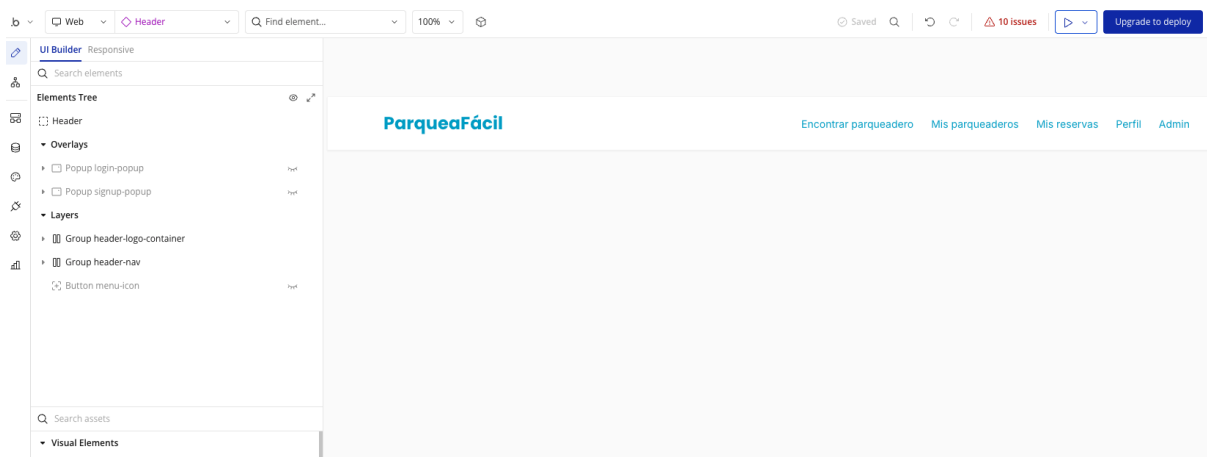 Web
Header
Find element...
100%
Saved
10 issues
Upgrade to deploy
UI Builder
Responsive
Search elements
Elements Tree
Header
Overlays
Popup login-popup
Popup signup-popup
Layers
Group header-logo-container
Group header-nav
Button menu-icon
Search assets
Visual Elements
ParqueaFácil
Encontrar parqueadero
Mis parqueaderos
Mis reservas
Perfil
Admin